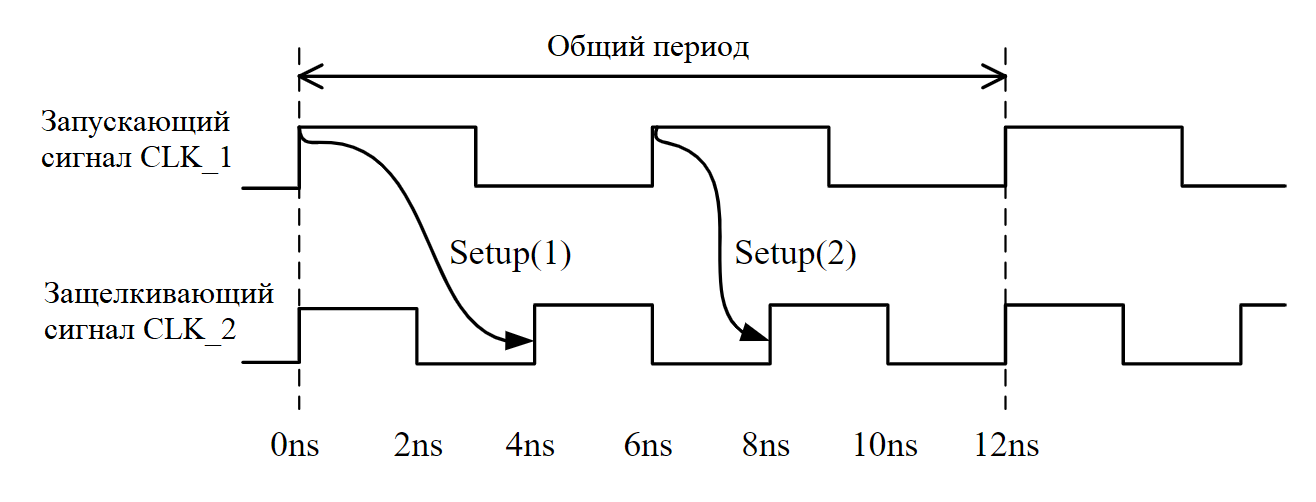 Общий период
Запускающий
сигнал CLK_1
Setup(1)
Setup(2)
Защелкивающий
сигнал CLK_2
0ns 2ns 4ns 6ns 8ns 10ns 12ns